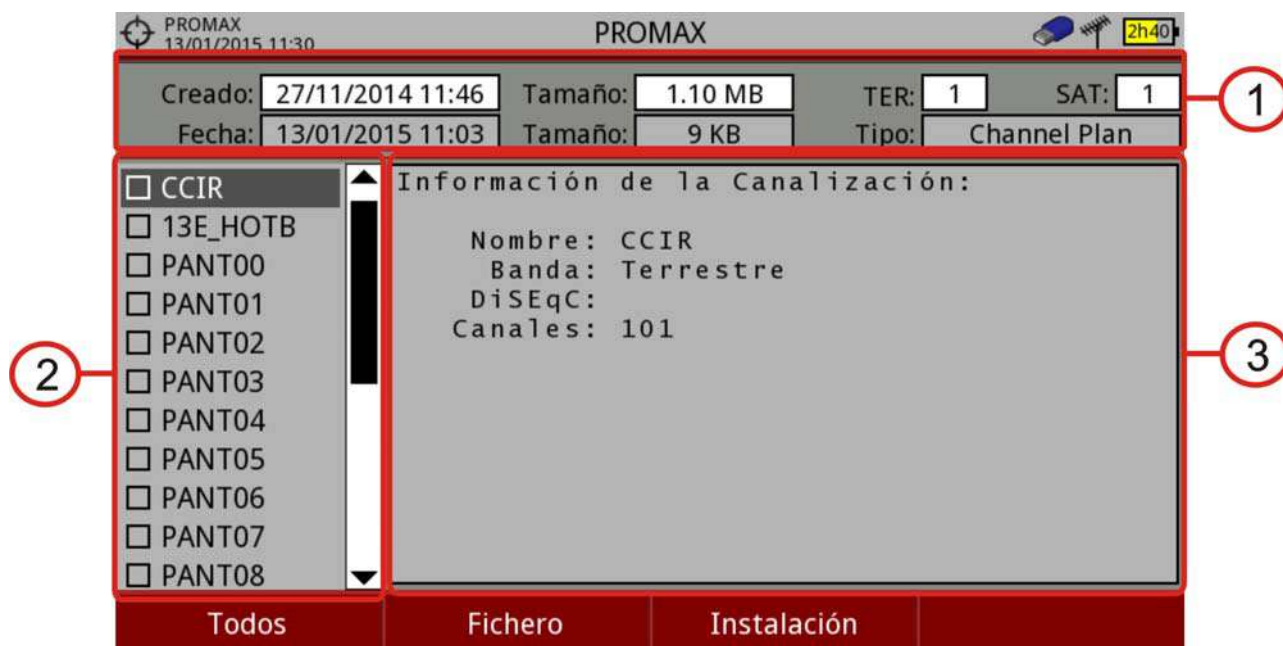 PROMAX
13/01/2015 11:30
PROMAX
2h40
Creado: 27/11/2014 11:46 Tamaño: 1.10 MB TER: 1 SAT: 1
Fecha: 13/01/2015 11:03 Tamaño: 9 KB Tipo: Channel Plan
1
CCIR
13E_HOTB
PANT00
PANT01
PANT02
PANT03
PANT04
PANT05
PANT06
PANT07
PANT08
2
Información de la Canalización:
Nombre: CCIR
Banda: Terrestre
DiSEqC:
Canales: 101
3
Todos Fichero Instalación